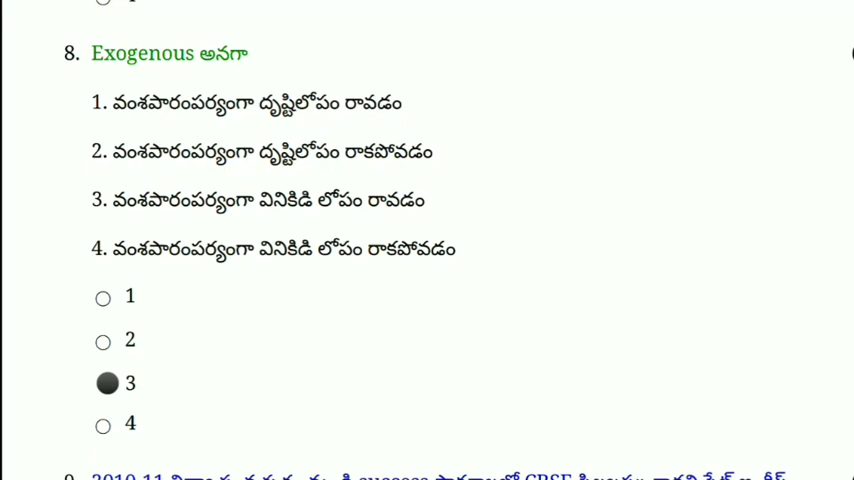 8. Exogenous అనగా
1. వంశపారంపర్యంగా దృష్టిలోపం రావడం
2. వంశపారంపర్యంగా దృష్టిలోపం రాకపోవడం
3. వంశపారంపర్యంగా వినికిడి లోపం రావడం
4. వంశపారంపర్యంగా వినికిడి లోపం రాకపోవడం
1
2
3
4